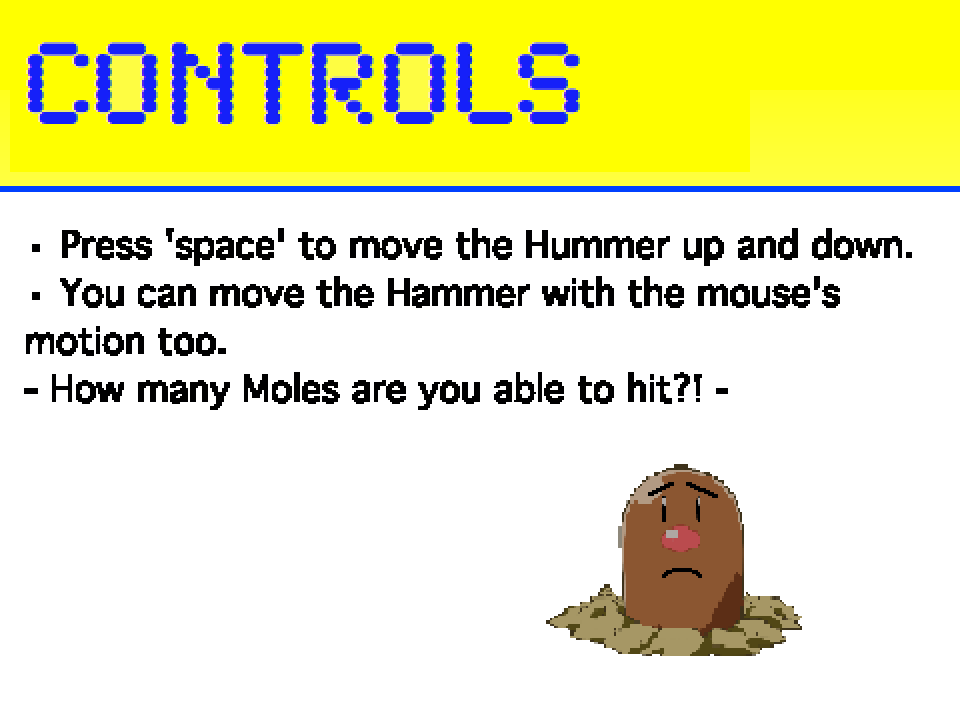 CONTROLS
· Press 'space' to move the Hummer up and down.
· You can move the Hammer with the mouse's
motion too.
- How many Moles are you able to hit?! -